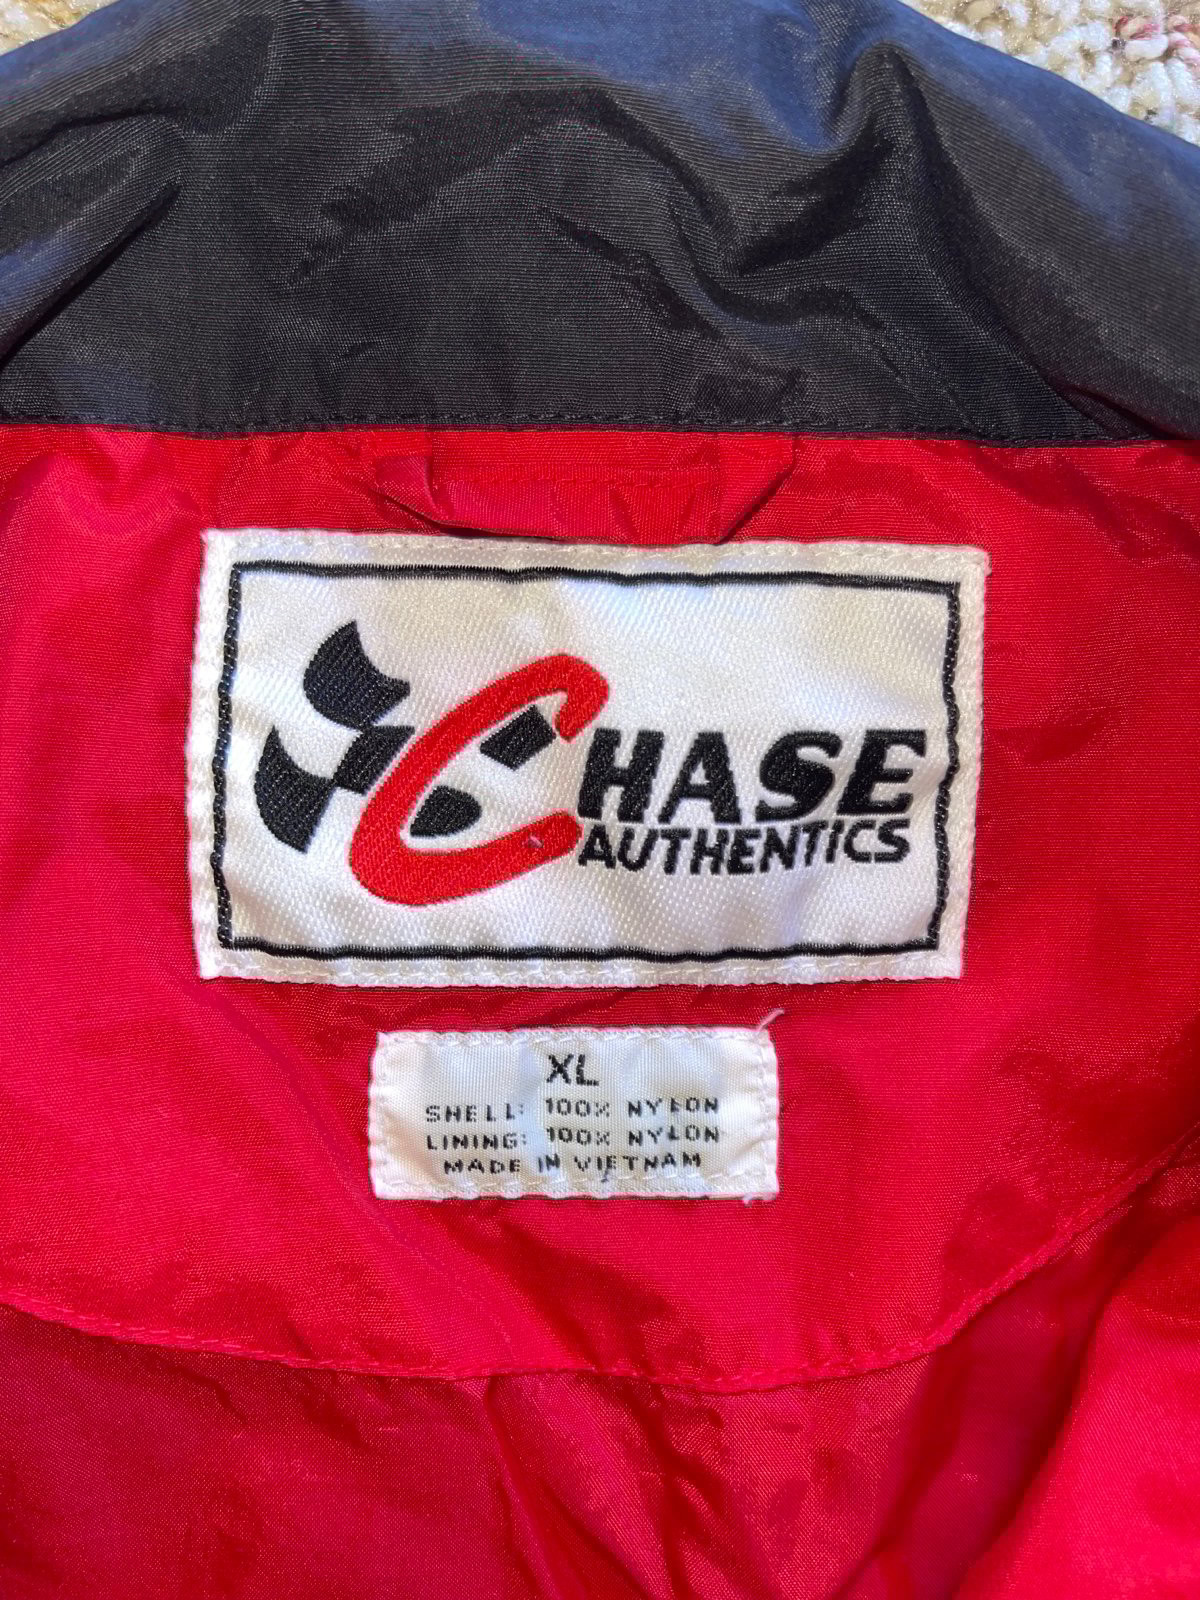 CHASE
AUTHENTICS
XL
SHELL: 100% NYLON
LINING: 100% NYLON
MADE IN VIETNAM